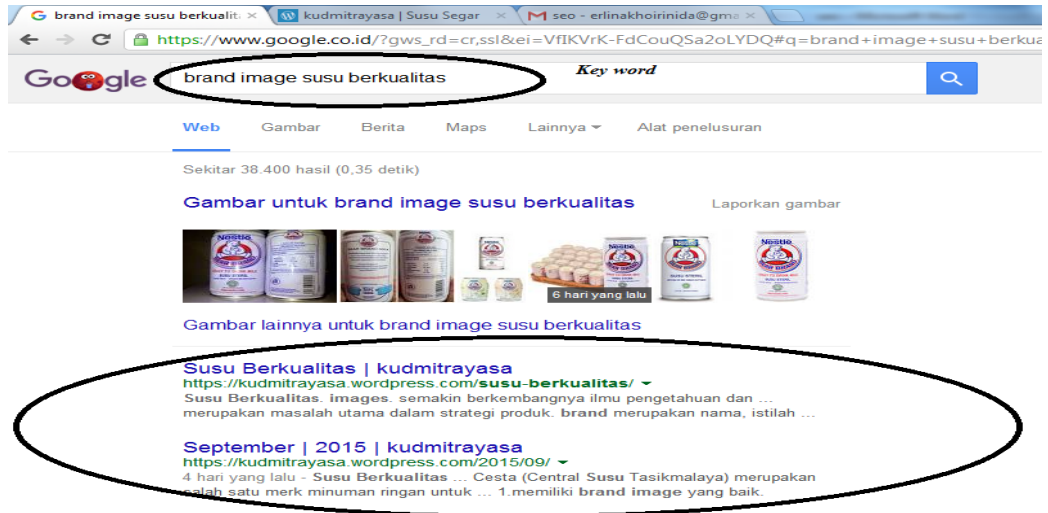 brand image susu berkualit
kudmitrayasa | Susu Segar
seo - erlinakhoirinida@gma
https://www.google.co.id/?gws_rd=cr,ssl&ei=VfIKVrK-FdCouQSa2oLYDQ#q=brand+image+susu+berkua
Google
brand image susu berkualitas
Key word
Web Gambar Berita Maps Lainnya Alat penelusuran
Sekitar 38.400 hasil (0,35 detik)
Gambar untuk brand image susu berkualitas
Laporkan gambar
Nestle
Nestle
SUSU STERIL
6 hari yang lalu
Gambar lainnya untuk brand image susu berkualitas
Susu Berkualitas | kudmitrayasa
https://kudmitrayasa.wordpress.com/susu-berkualitas/
Susu Berkualitas. images. semakin berkembangnya ilmu pengetahuan dan ...
merupakan masalah utama dalam strategi produk. brand merupakan nama, istilah ...
September | 2015 | kudmitrayasa
https://kudmitrayasa.wordpress.com/2015/09/
4 hari yang lalu - Susu Berkualitas ... Cesta (Central Susu Tasikmalaya) merupakan
salah satu merk minuman ringan untuk ... 1.memiliki brand image yang baik.